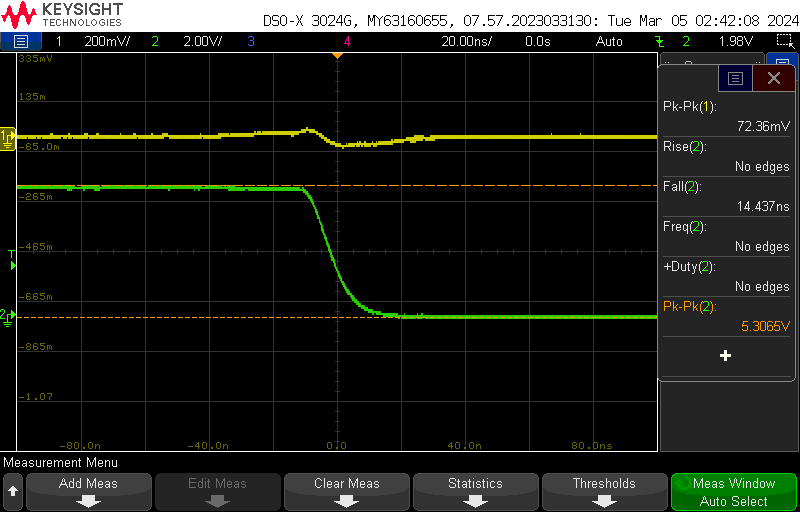 KEYSIGHT
TECHNOLOGIES
DSO-X 3024G, MY63160655, 07.57.2023033130: Tue Mar 05 02:42:08 2024
1 200mV/ 2 2.00V/ 3 4 20.00ns/ 0.0s Auto 2 1.98V
335mV
135m
-65.0m
-265m
-465m
-665m
-865m
-1.07
-80.0n -40.0n 0.0 40.0n 80.0ns
1
T
2
Pk-Pk(1):
72.36mV
Rise(2):
No edges
Fall(2):
14.437ns
Freq(2):
No edges
+Duty(2):
No edges
Pk-Pk(2):
5.3065V
Measurement Menu
Add Meas
Edit Meas
Clear Meas
Statistics
Thresholds
Meas Window
Auto Select